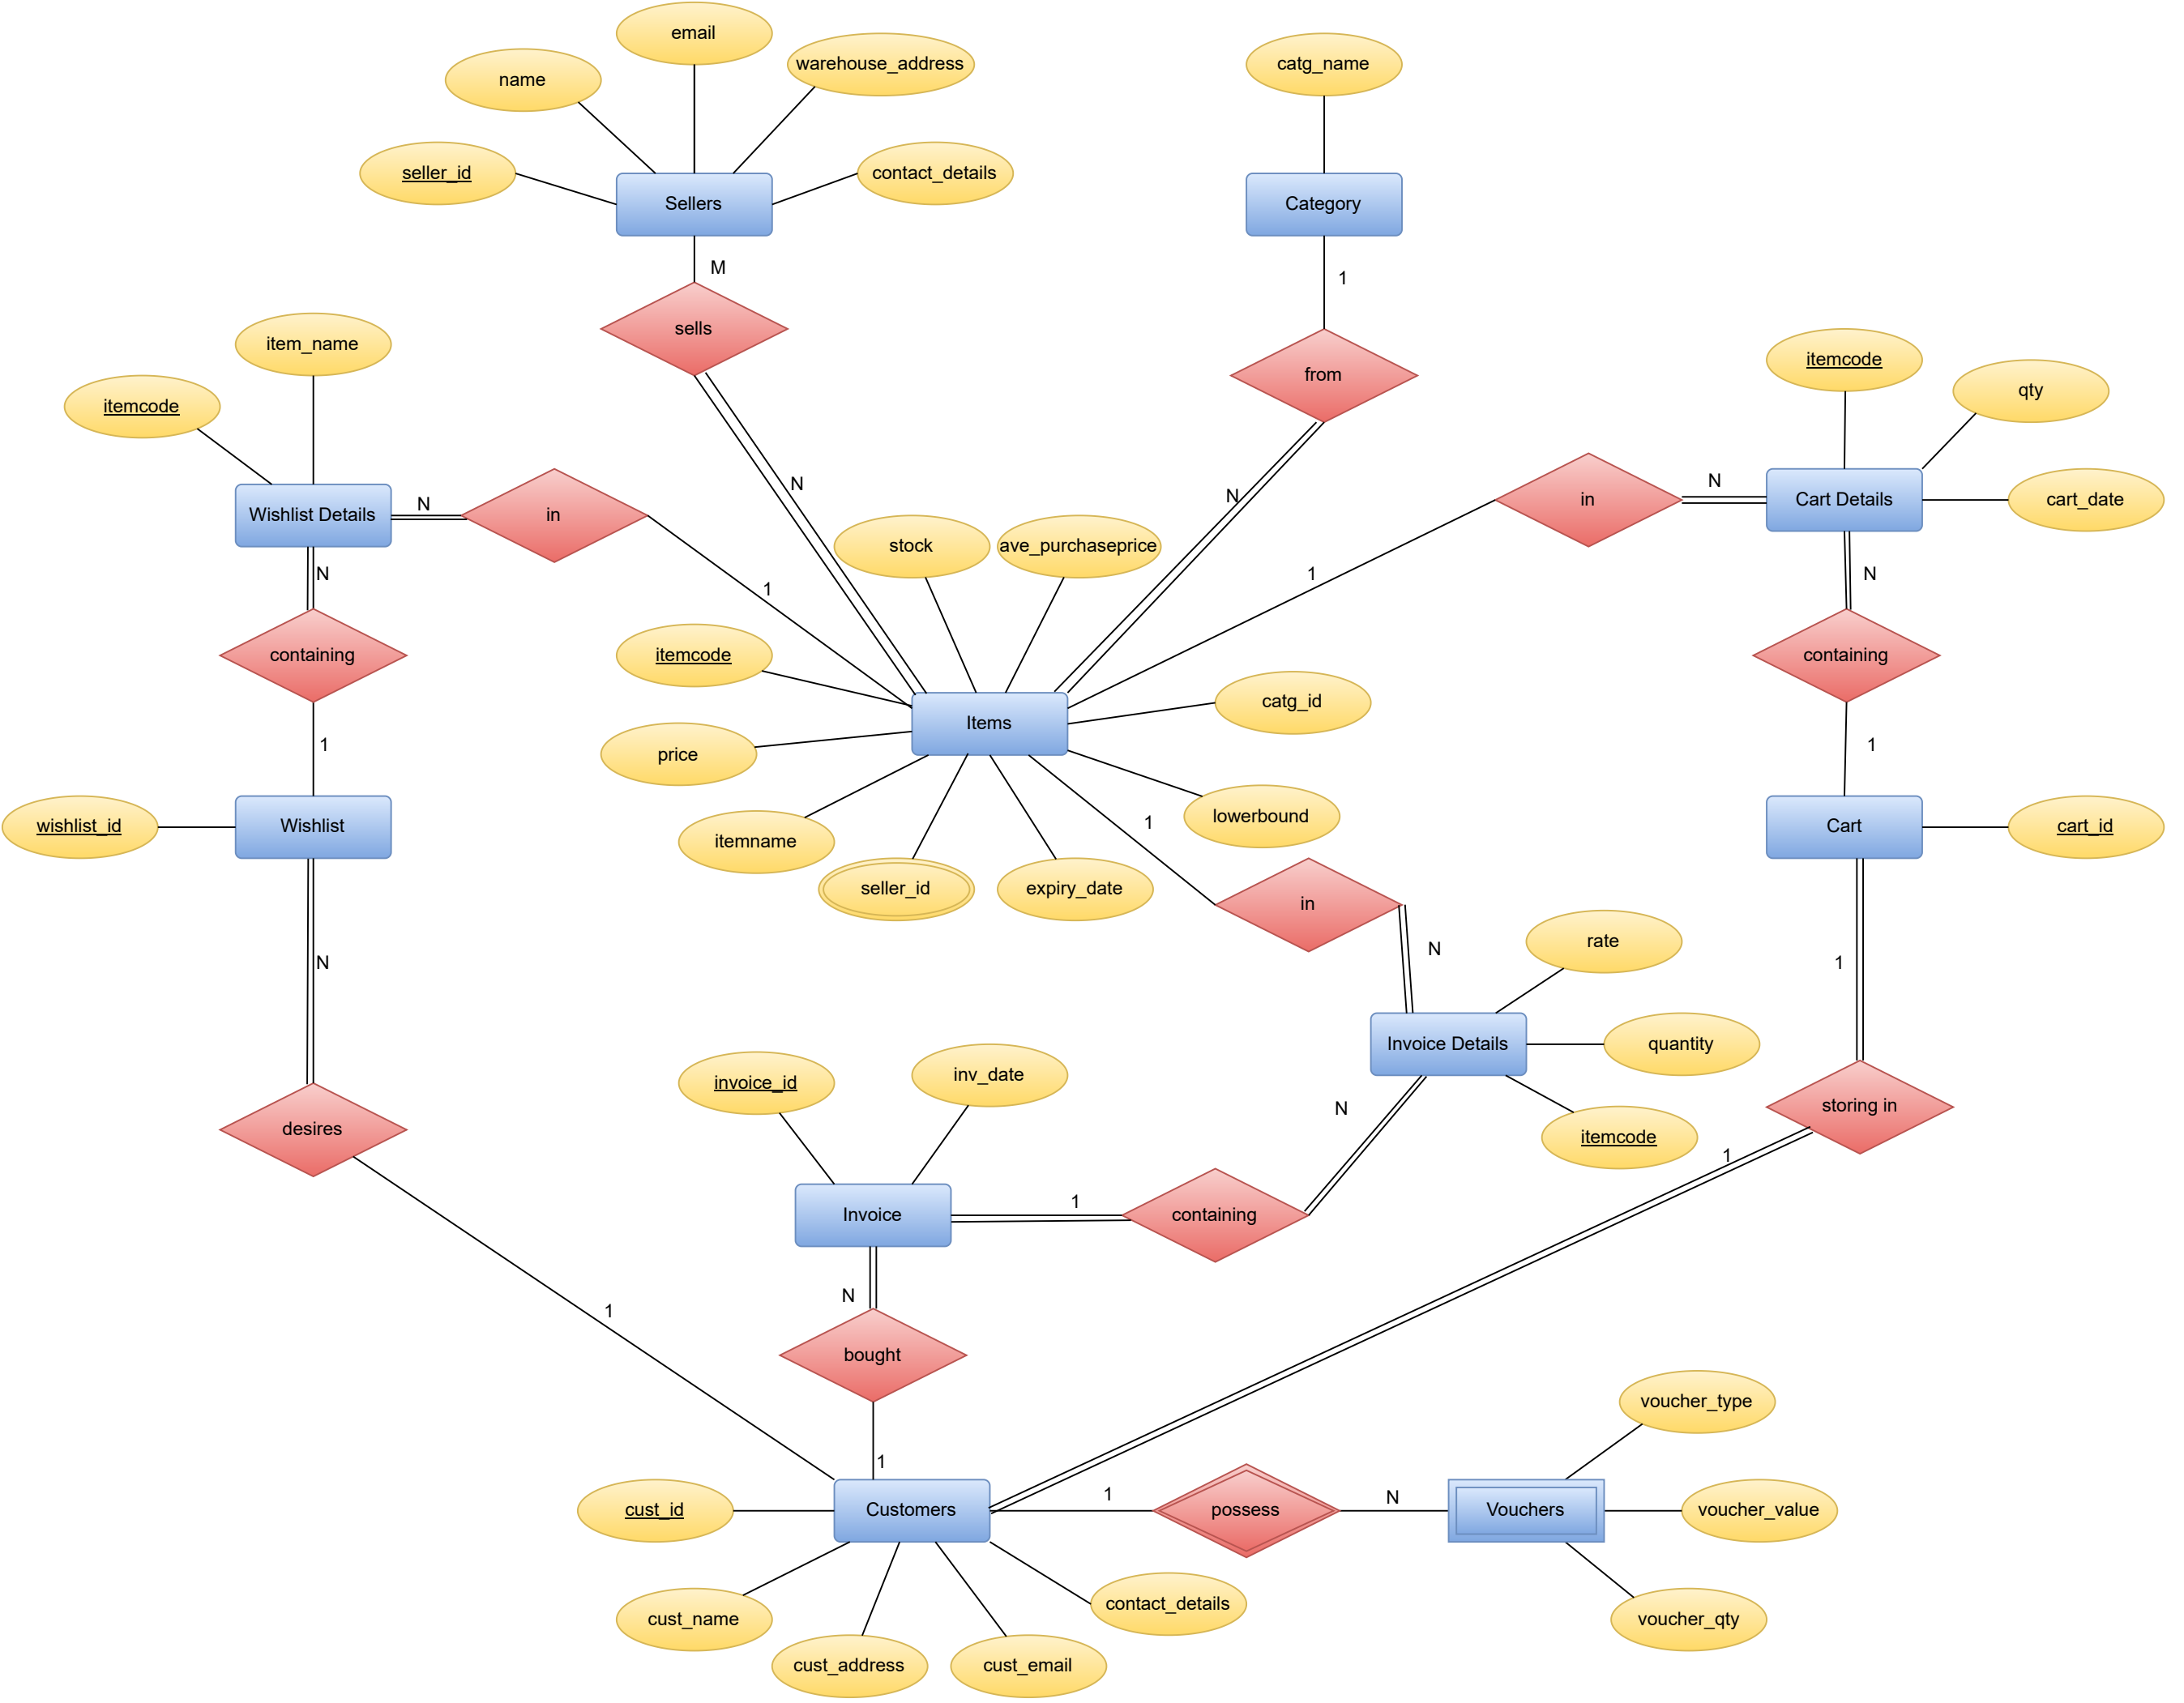 email
name
warehouse_address
catg_name
seller_id
contact_details
Sellers
Category
M
1
sells
item_name
itemcode
from
itemcode
qty
N
N
N
N
Wishlist Details
in
in
Cart Details
cart_date
stock
ave_purchaseprice
N
1
1
N
itemcode
containing
containing
catg_id
Items
1
price
1
wishlist_id
Wishlist
itemname
1
lowerbound
Cart
cart_id
seller_id
expiry_date
in
rate
N
N
1
Invoice Details
quantity
invoice_id
inv_date
N
storing in
desires
itemcode
1
1
Invoice
containing
N
1
bought
voucher_type
1
cust_id
Customers
1
possess
N
Vouchers
voucher_value
cust_name
contact_details
voucher_qty
cust_address
cust_email